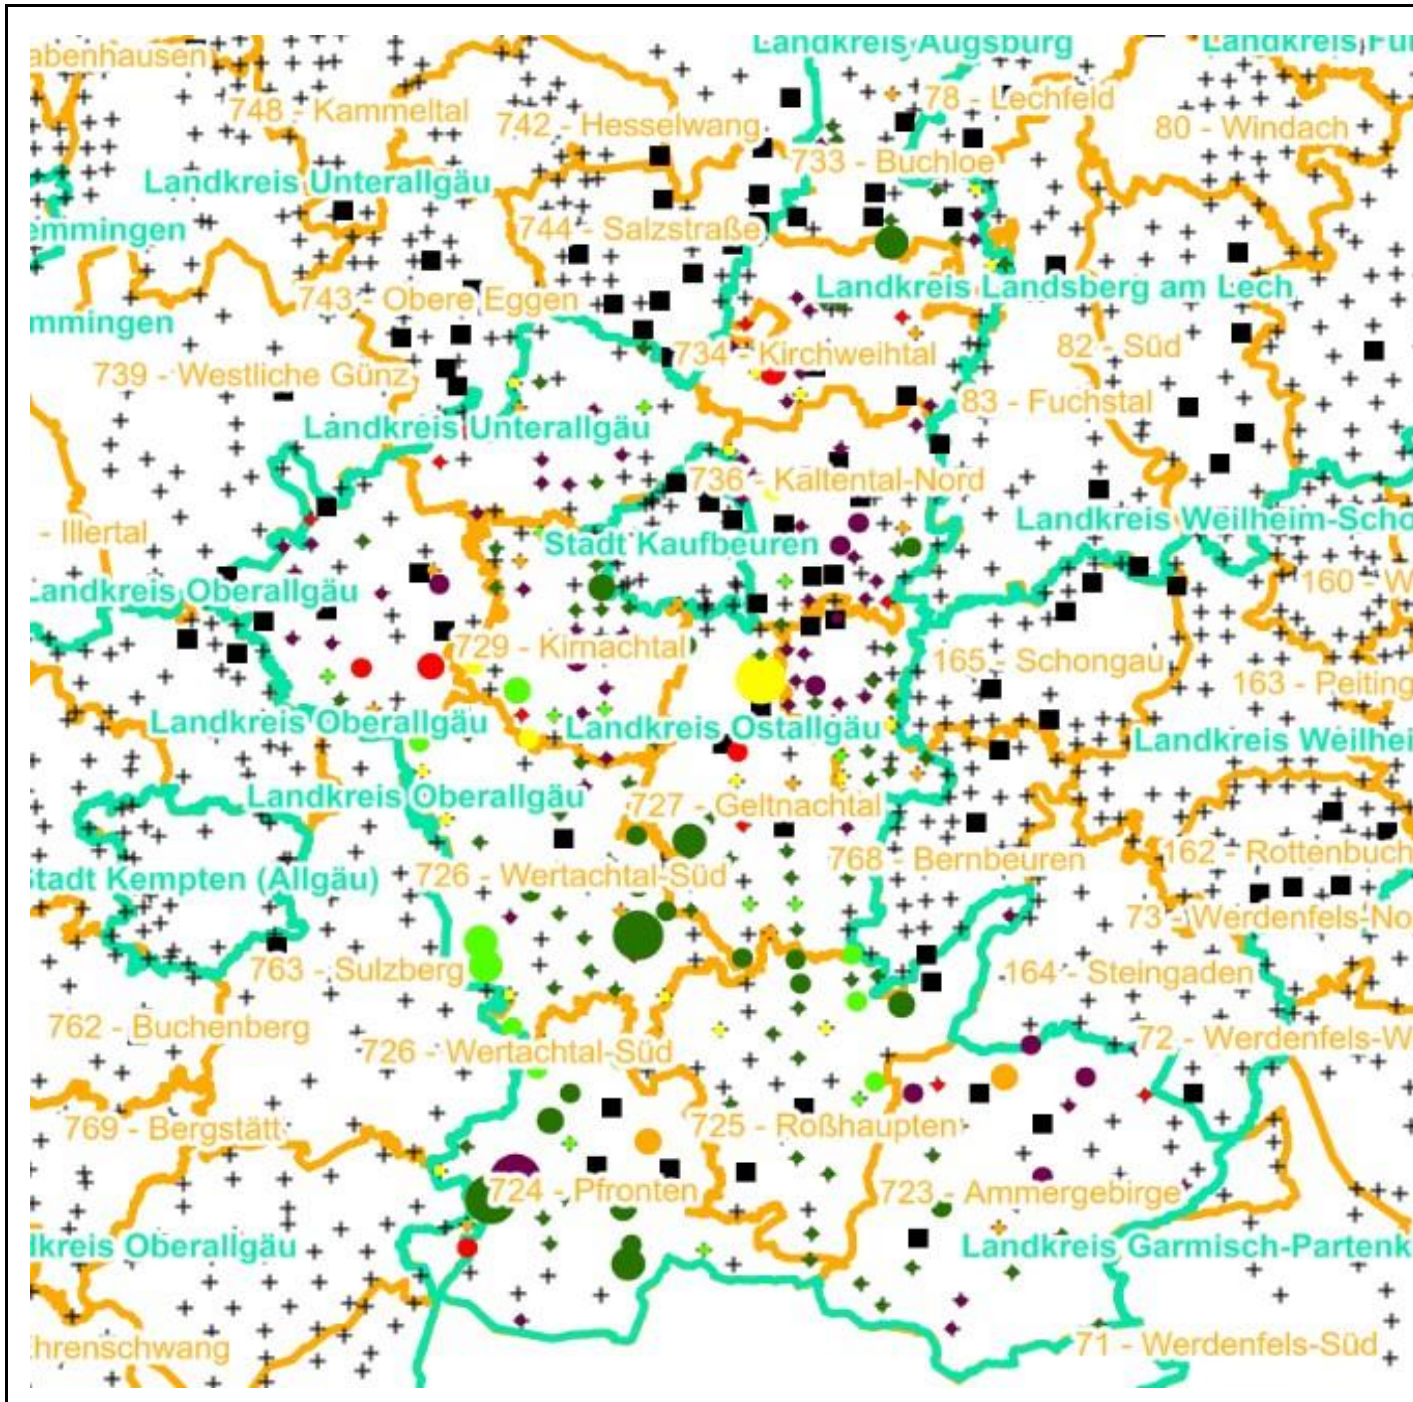 Landkreis Augsburg
Landkreis Für
abenhausen
748 - Kammeltal
742 - Hesselwang
78 - Lechfeld
80 - Windach
733 - Buchloe
Landkreis Unterallgäu
emmingen
744 - Salzstraße
743 - Obere Eggen
Landkreis Landsberg am Lech
mmingen
734 - Kirchweihtal
82 - Süd
739 - Westliche Günz
83 - Fuchstal
Landkreis Unterallgäu
736 - Kaltental-Nord
- Illertal
Stadt Kaufbeuren
Landkreis Weilheim-Scho
Landkreis Oberallgäu
160 - W
729 - Kirnachtal
165 - Schongau
163 - Peiting
Landkreis Oberallgäu
Landkreis Ostallgäu
Landkreis Weilhei
Landkreis Oberallgäu
727 - Geltnachtal
768 - Bernbeuren
162 - Rottenbuch
Stadt Kempten (Allgäu)
726 - Wertachtal-Süd
73 - Werdenfels-No
763 - Sulzberg
164 - Steingaden
762 - Buchenberg
726 - Wertachtal-Süd
72 - Werdenfels-W
769 - Bergstätt
725 - Roßhaupten
724 - Pfronten
723 - Ammergebirge
dkreis Oberallgäu
Landkreis Garmisch-Partenk
hrenschwang
71 - Werdenfels-Süd